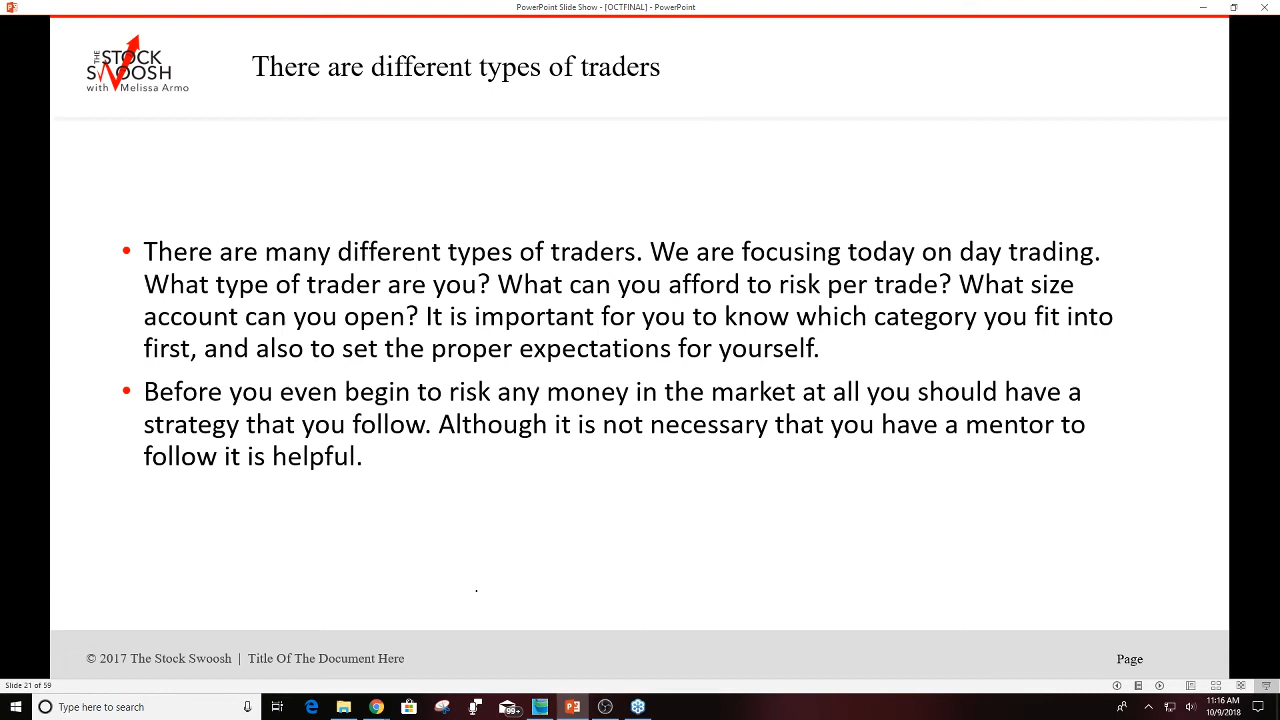 PowerPoint Slide Show - [OCTFINAL] - PowerPoint
THE STOCK
SWOOSH
with Melissa Armo
There are different types of traders
• There are many different types of traders. We are focusing today on day trading.
What type of trader are you? What can you afford to risk per trade? What size
account can you open? It is important for you to know which category you fit into
first, and also to set the proper expectations for yourself.
• Before you even begin to risk any money in the market at all you should have a
strategy that you follow. Although it is not necessary that you have a mentor to
follow it is helpful.
© 2017 The Stock Swoosh | Title Of The Document Here
Page
Slide 21 of 59
Type here to search
99+
11:16 AM
10/9/2018